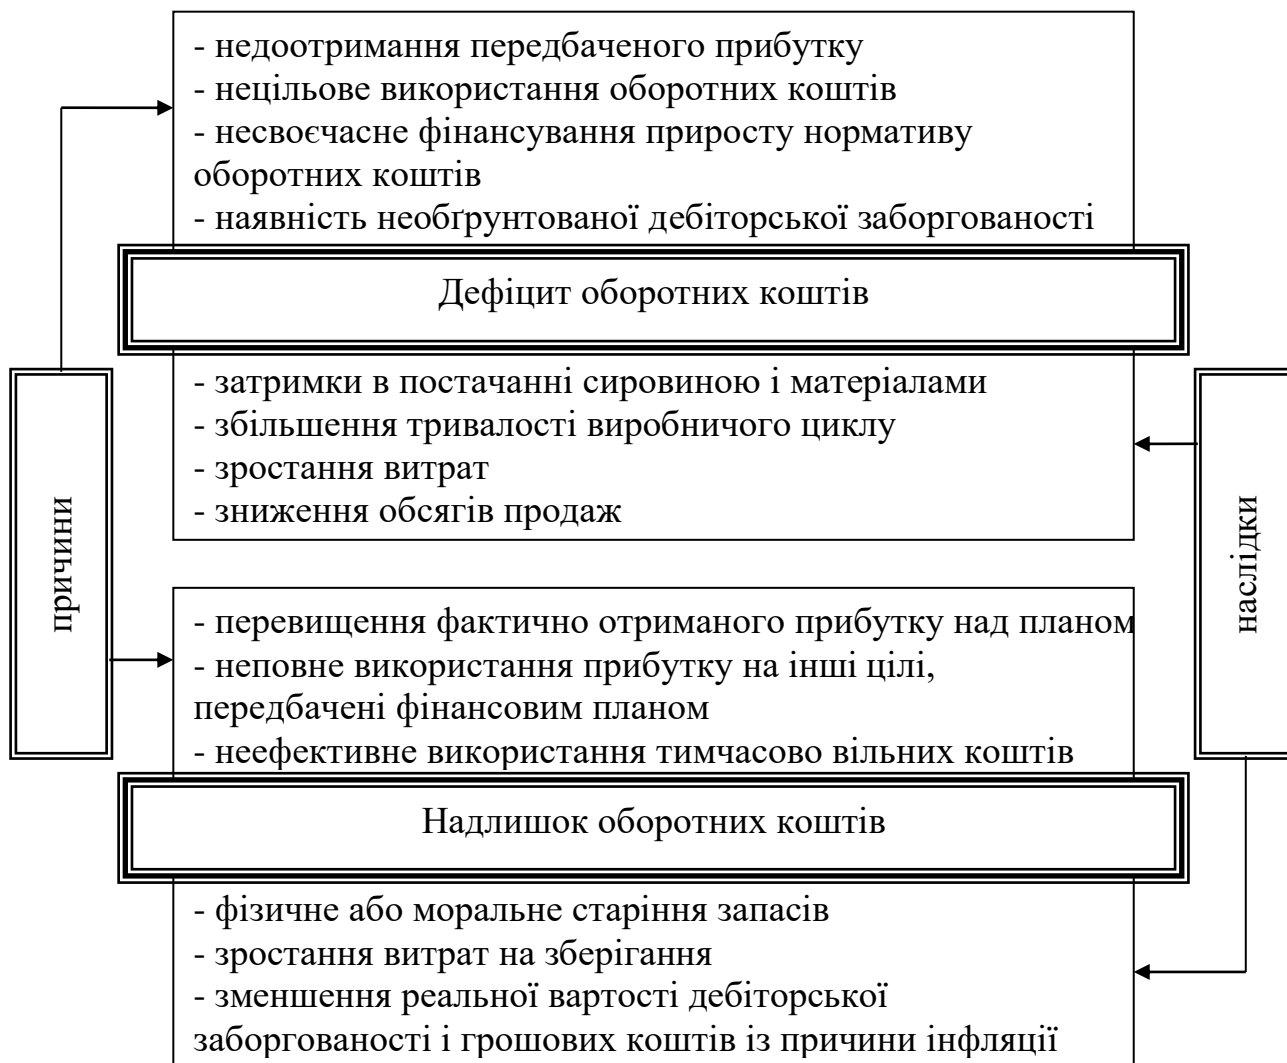 - недоотримання передбаченого прибутку
- нецільове використання оборотних коштів
- несвоєчасне фінансування приросту нормативу
оборотних коштів
- наявність необґрунтованої дебіторської заборгованості
Дефіцит оборотних коштів
- затримки в постачанні сировиною і матеріалами
- збільшення тривалості виробничого циклу
- зростання витрат
- зниження обсягів продаж
причини
наслідки
- перевищення фактично отриманого прибутку над планом
- неповне використання прибутку на інші цілі,
передбачені фінансовим планом
- неефективне використання тимчасово вільних коштів
Надлишок оборотних коштів
- фізичне або моральне старіння запасів
- зростання витрат на зберігання
- зменшення реальної вартості дебіторської
заборгованості і грошових коштів із причини інфляції